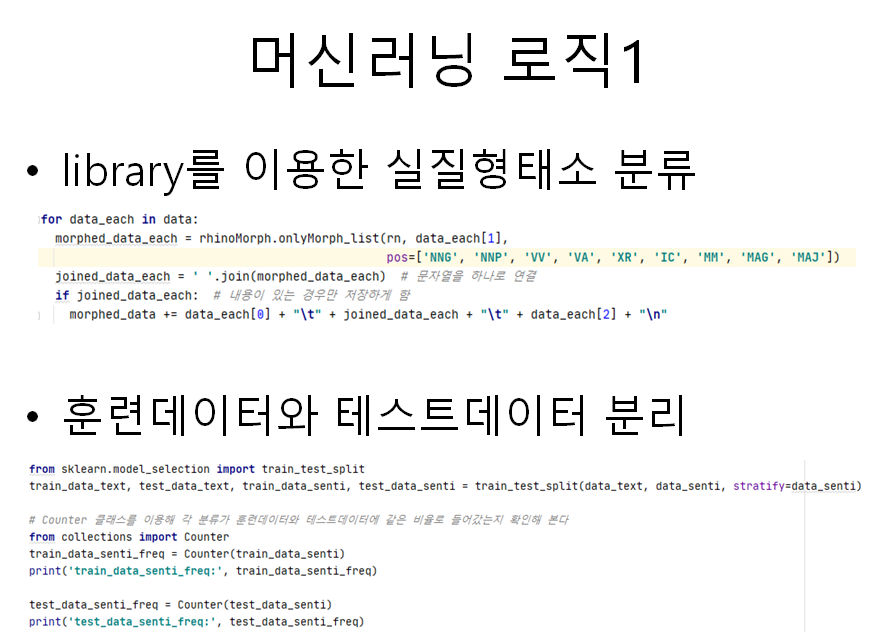 머신러닝 로직1
• library를 이용한 실질형태소 분류
for data_each in data:
morphed_data_each = rhinoMorph.onlyMorph_list(rn, data_each[1],
pos=['NNG', 'NNP', 'VV', 'VA', 'XR', 'IC', 'MM', 'MAG', 'MAJ'])
joined_data_each = ' '.join(morphed_data_each)  # 문자열을 하나로 연결
if joined_data_each:  # 내용이 있는 경우만 저장하게 함
morphed_data += data_each[0] + "\t" + joined_data_each + "\t" + data_each[2] + "\n"
• 훈련데이터와 테스트데이터 분리
from sklearn.model_selection import train_test_split
train_data_text, test_data_text, train_data_senti, test_data_senti = train_test_split(data_text, data_senti, stratify=data_senti)
# Counter 클래스를 이용해 각 분류가 훈련데이터와 테스트데이터에 같은 비율로 들어갔는지 확인해 본다
from collections import Counter
train_data_senti_freq = Counter(train_data_senti)
print('train_data_senti_freq:', train_data_senti_freq)
test_data_senti_freq = Counter(test_data_senti)
print('test_data_senti_freq:', test_data_senti_freq)